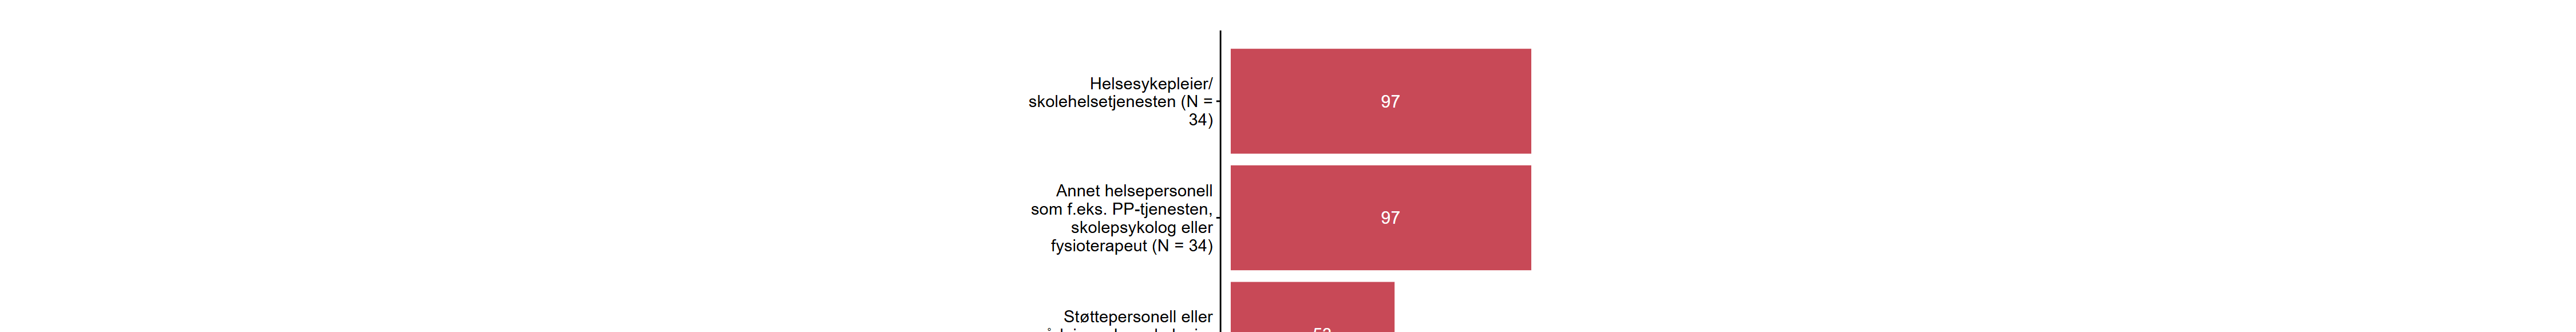 Helsesykepleier/
skolehelsetjenesten (N =
34)
97
Annet helsepersonell
som f.eks. PP-tjenesten,
skolepsykolog eller
fysioterapeut (N = 34)
97
Støttepersonell eller